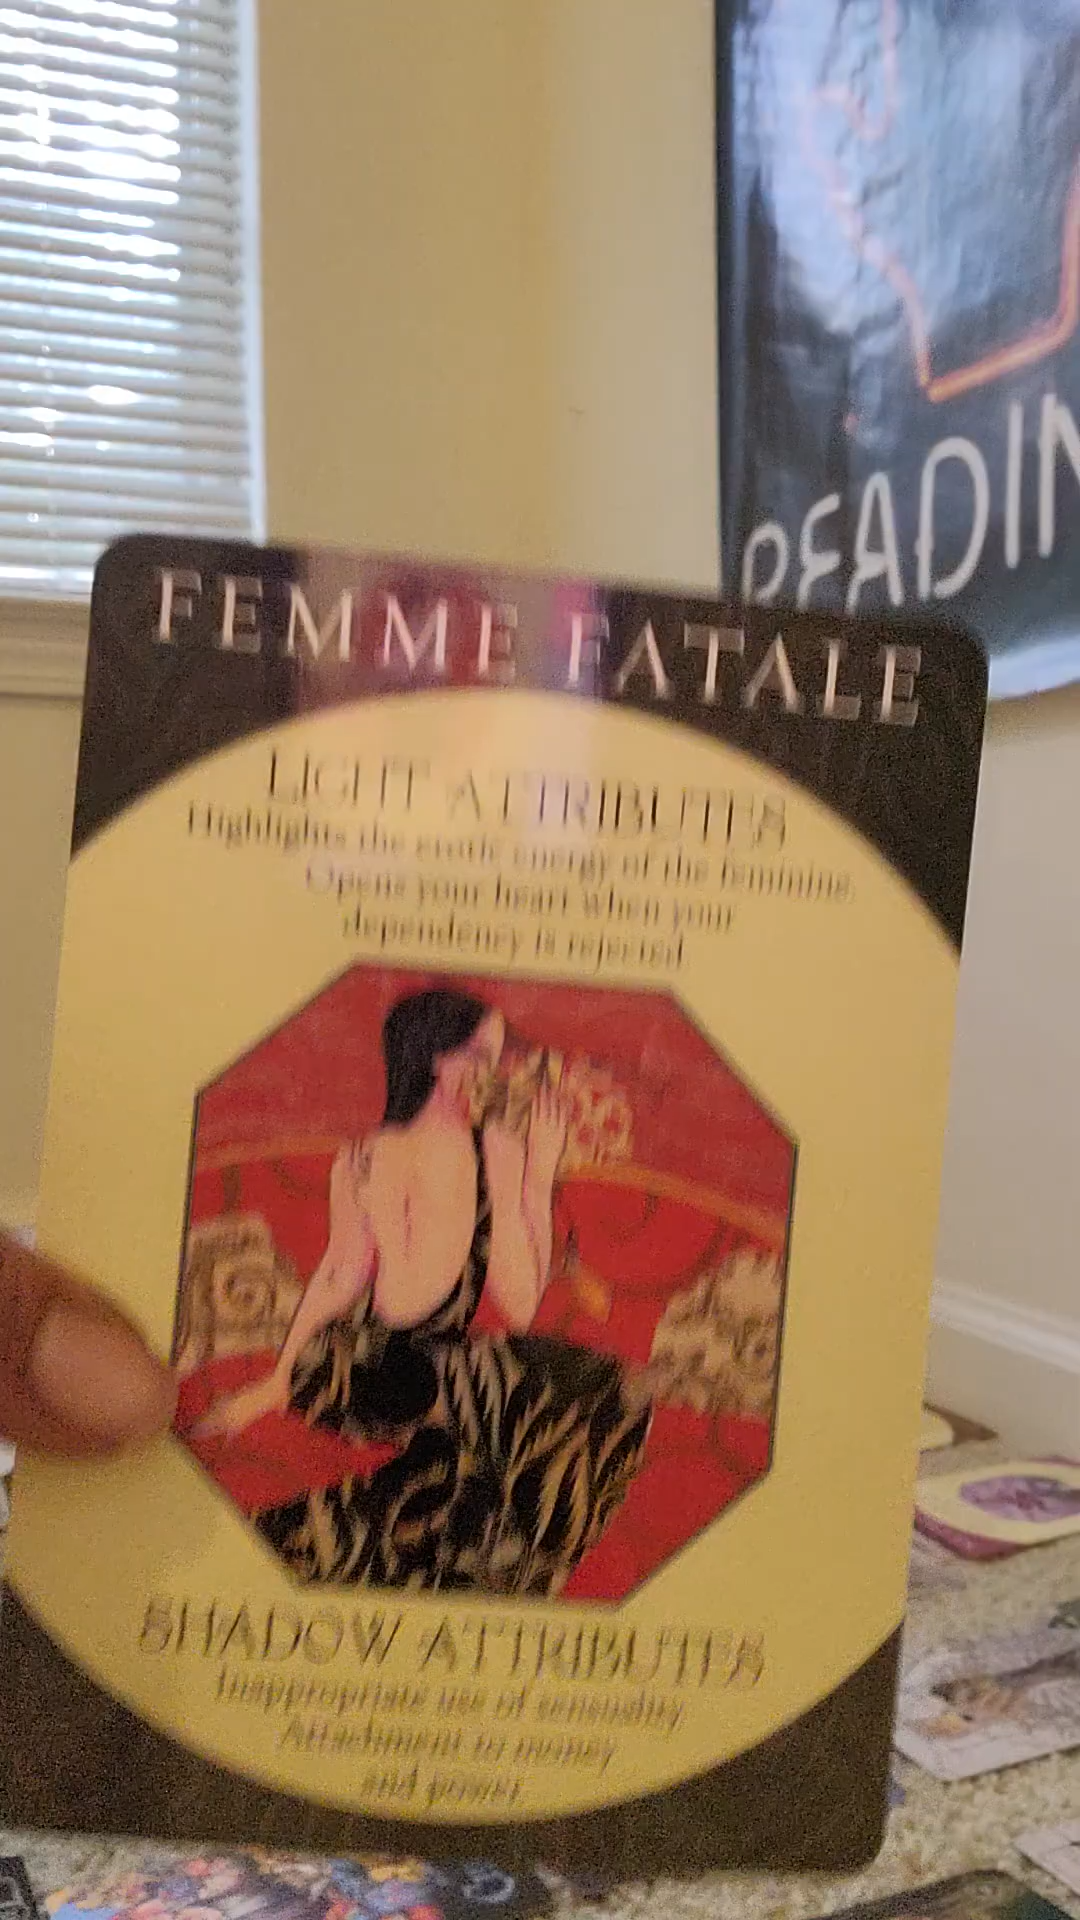 READIN
FEMME FATALE
LIGHT ATTRIBUTES
Highlights the erotic energy of the feminine.
Opens your heart when your
dependency is rejected.
SHADOW ATTRIBUTES
Inappropriate use of sensuality.
Attachment to money
and power.